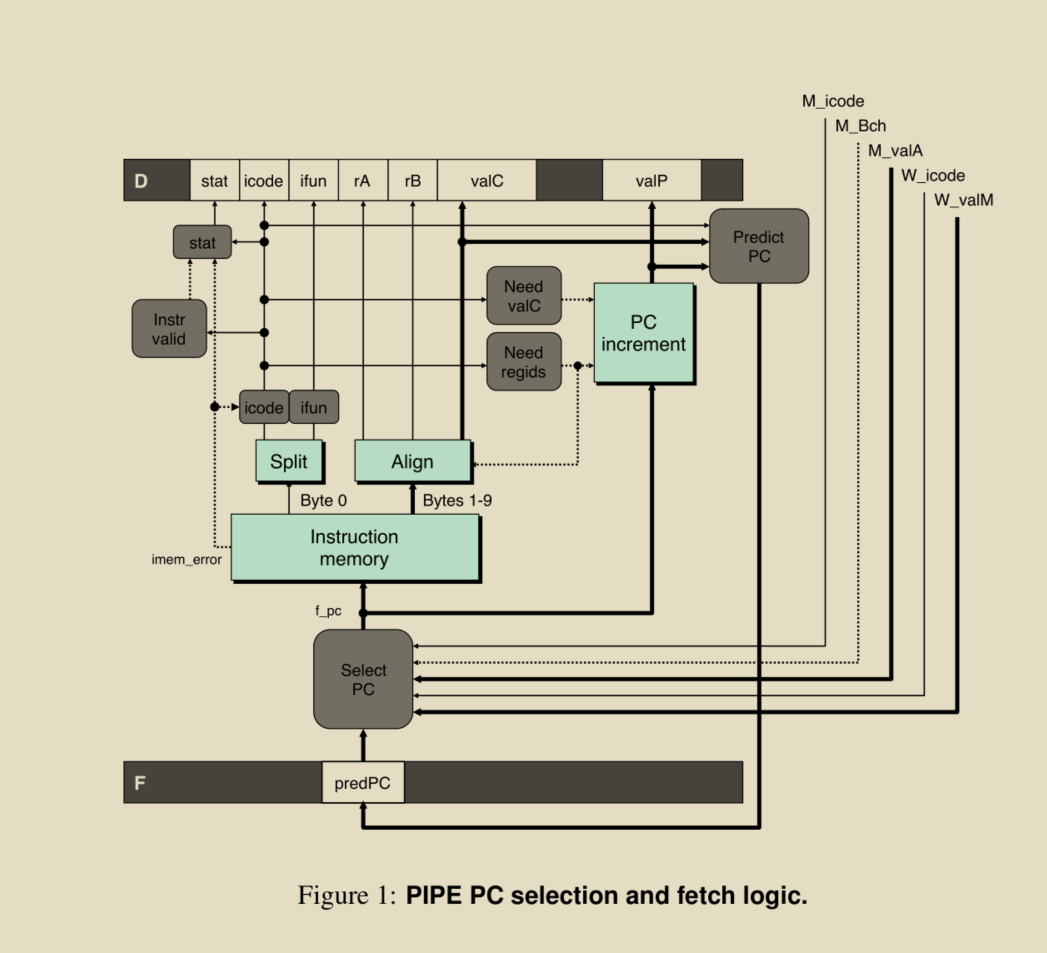 M_icode
M_Bch
M_valA
W_icode
W_valM
D stat icode ifun rA rB valC valP
stat
Predict
PC
Need
valC
Instr
valid
PC
increment
Need
regids
icode ifun
Split
Align
Byte 0
Bytes 1-9
Instruction
memory
imem_error
f_pc
Select
PC
F predPC
Figure 1: PIPE PC selection and fetch logic.